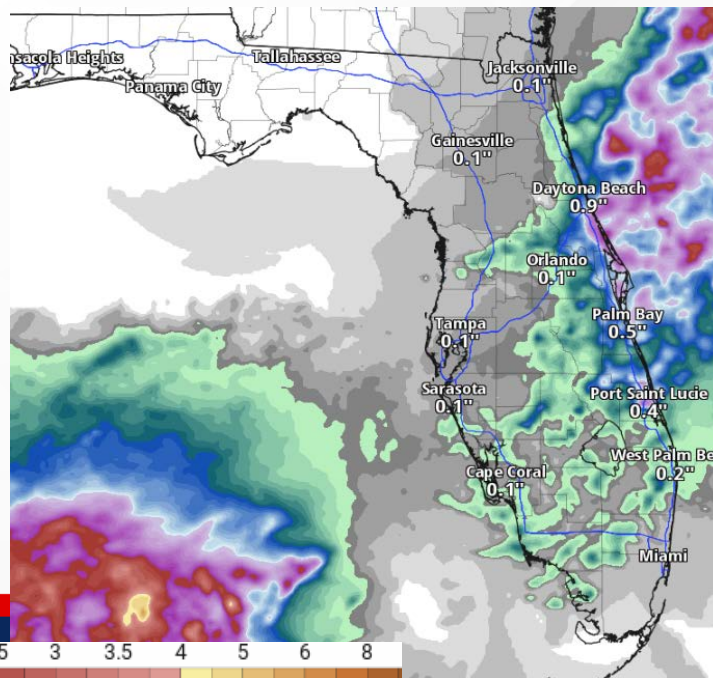 nsacola Heights
Tallahassee
Panama City
Jacksonville
0.1"
Gainesville
0.1"
Daytona Beach
0.9"
Orlando
0.1"
Palm Bay
0.5"
Tampa
0.1"
Sarasota
0.1"
Port Saint Lucie
0.4"
West Palm Be
0.2"
Cape Coral
0.1"
Miami
5 3 3.5 4 5 6 8